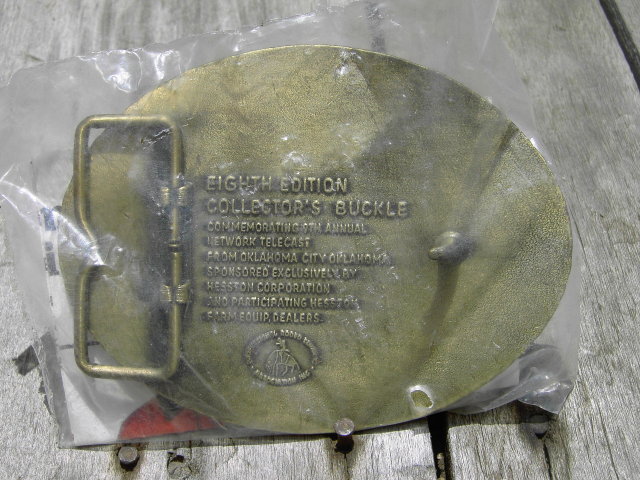 EIGHTH EDITION
COLLECTOR'S BUCKLE
COMMEMORATING 9TH ANNUAL
NETWORK TELECAST
FROM OKLAHOMA CITY OKLAHOMA
SPONSORED EXCLUSIVELY BY
HESSTON CORPORATION
AND PARTICIPATING HESSTON
FARM EQUIP. DEALERS